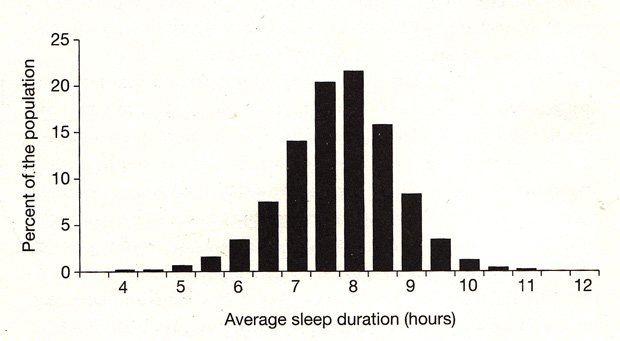 25
20
15
10
5
0
Percent of the population
4 5 6 7 8 9 10 11 12
Average sleep duration (hours)